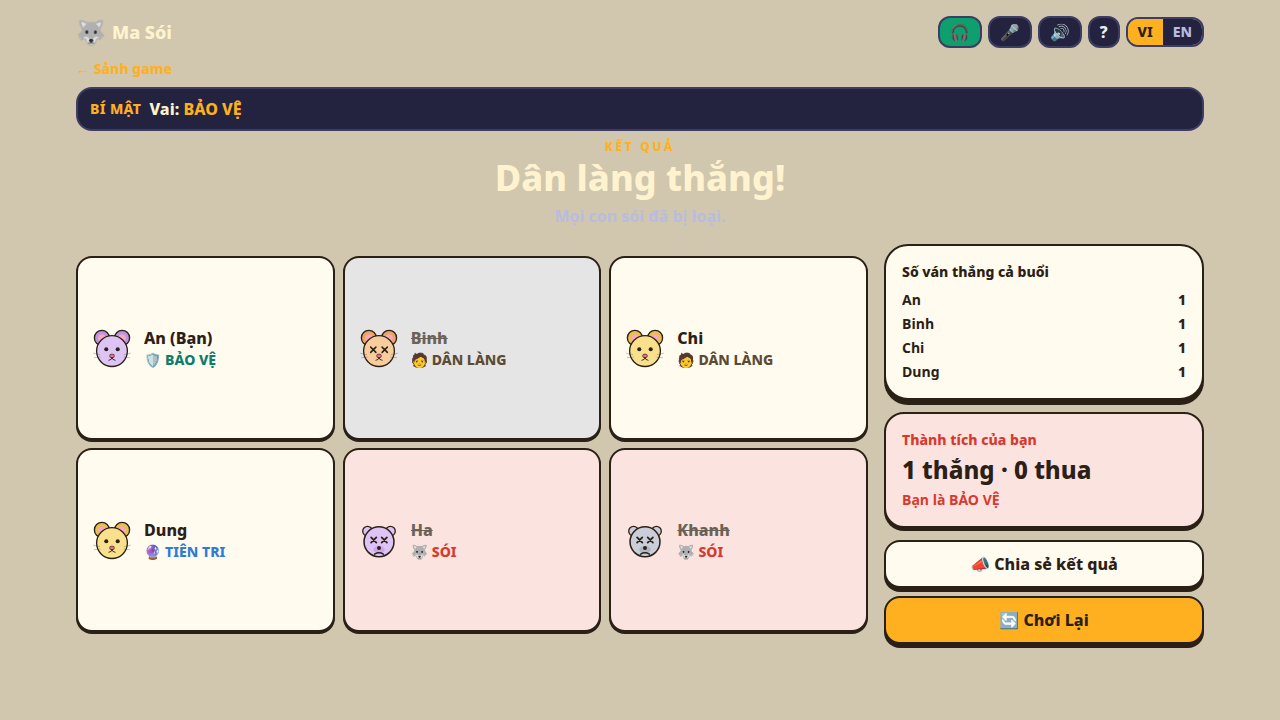 Ma Sói
VI EN
?
← Sảnh game
BÍ MẬT Vai: BẢO VỆ
KẾT QUẢ
Dân làng thắng!
Mọi con sói đã bị loại.
An (Bạn)
BẢO VỆ
Bình
DÂN LÀNG
Chi
DÂN LÀNG
Dung
TIÊN TRI
Ha
SÓI
Khanh
SÓI
Số ván thắng cả buổi
An 1
Binh 1
Chi 1
Dung 1
Thành tích của bạn
1 thắng · 0 thua
Bạn là BẢO VỆ
Chia sẻ kết quả
Chơi Lại